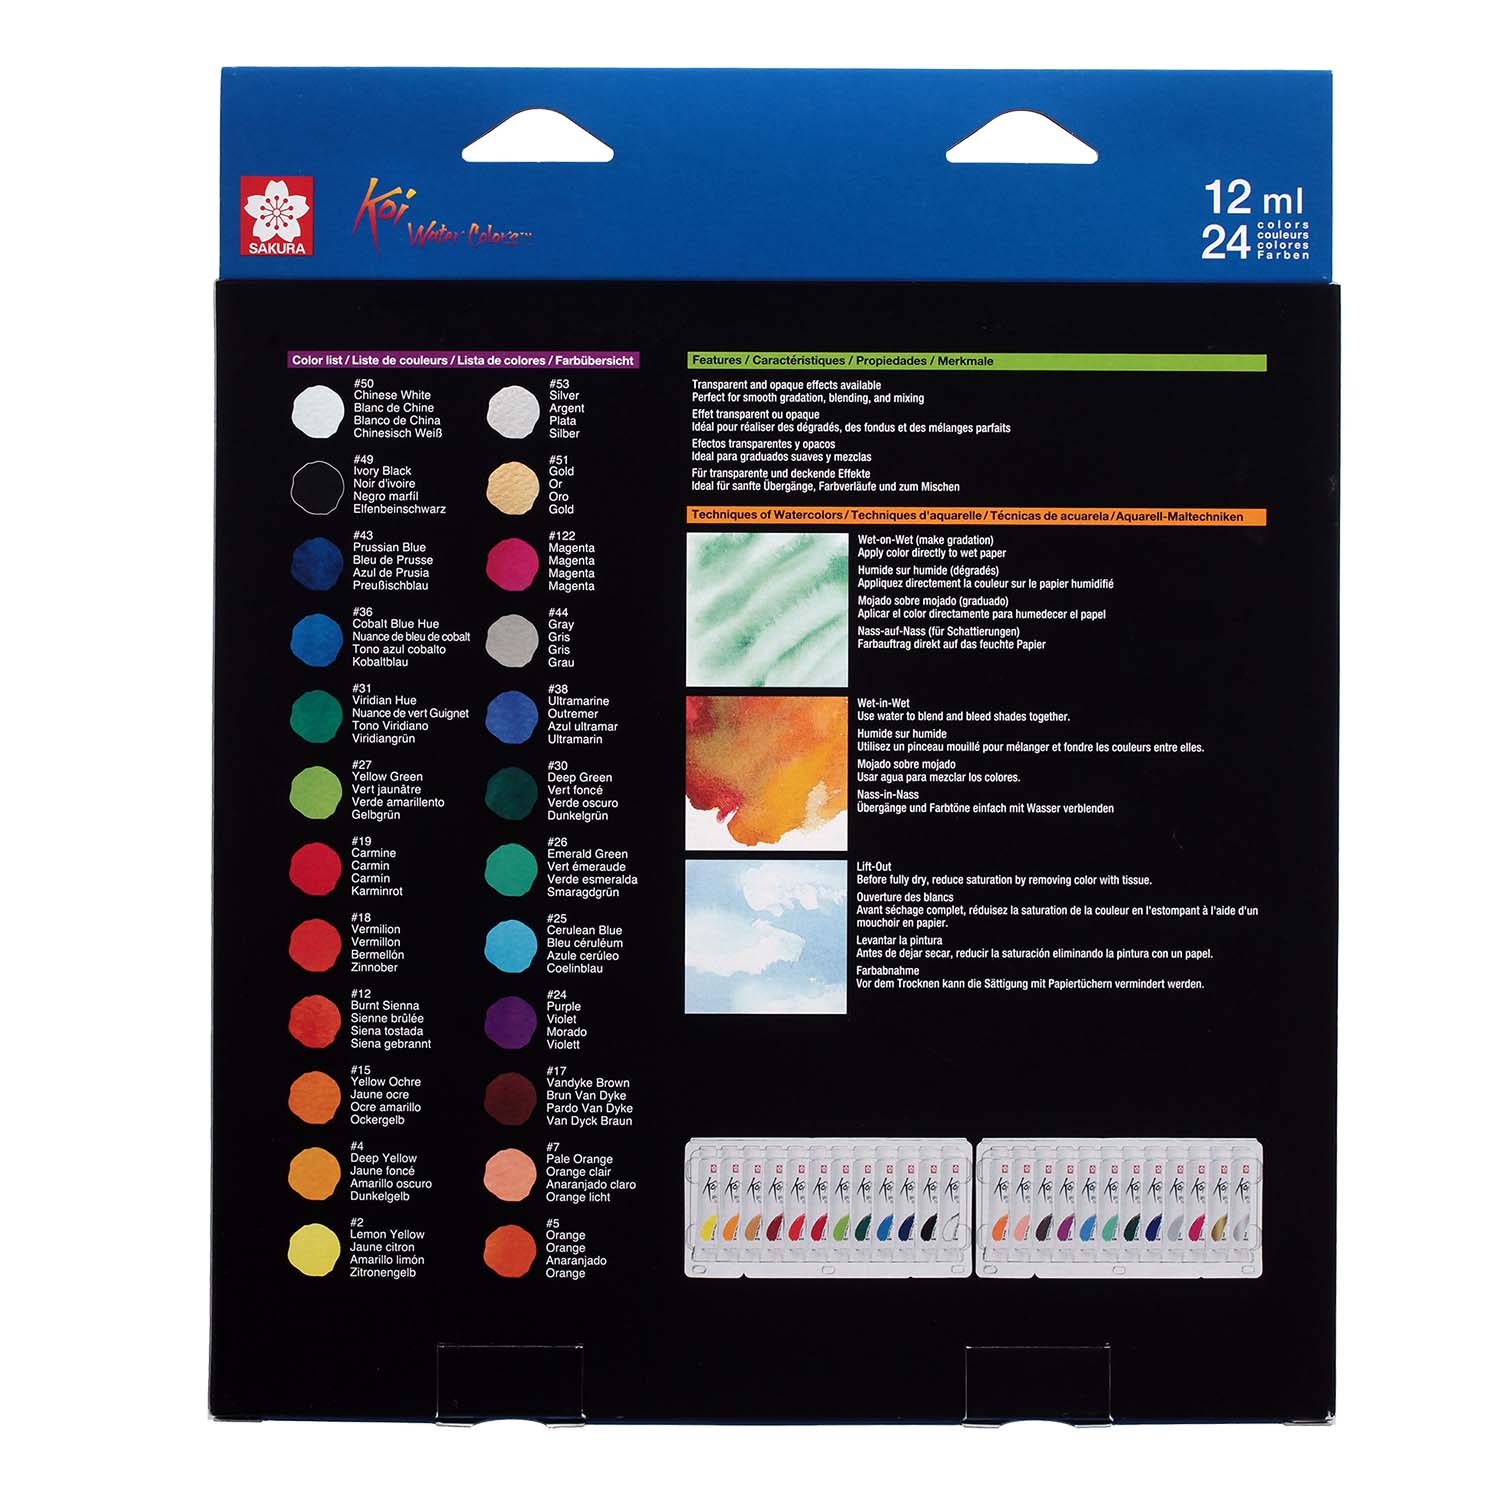 SAKURA
Koi
Water Colors™
12 ml
24
colors
couleurs
colores
Farben
Color list / Liste de couleurs / Lista de colores / Farbübersicht
#50
Chinese White
Blanc de Chine
Blanco de China
Chinesisch Weiß
#49
Ivory Black
Noir d'ivoire
Negro marfil
Elfenbeinschwarz
#43
Prussian Blue
Bleu de Prusse
Azul de Prusia
Preußischblau
#36
Cobalt Blue Hue
Nuance de bleu de cobalt
Tono azul cobalto
Kobaltblau
#31
Viridian Hue
Nuance de vert Guignet
Tono Viridiano
Viridiangrün
#27
Yellow Green
Vert jaunâtre
Verde amarillento
Gelbgrün
#19
Carmine
Carmin
Carmin
Karminrot
#18
Vermilion
Vermillon
Bermellón
Zinnober
#12
Burnt Sienna
Sienne brûlée
Siena tostada
Siena gebrannt
#15
Yellow Ochre
Jaune ocre
Ocre amarillo
Ockergelb
#4
Deep Yellow
Jaune foncé
Amarillo oscuro
Dunkelgelb
#2
Lemon Yellow
Jaune citron
Amarillo limón
Zitronengelb
#53
Silver
Argent
Plata
Silber
#51
Gold
Or
Oro
Gold
#122
Magenta
Magenta
Magenta
Magenta
#44
Gray
Gris
Gris
Grau
#38
Ultramarine
Outremer
Azul ultramar
Ultramarin
#30
Deep Green
Vert foncé
Verde oscuro
Dunkelgrün
#26
Emerald Green
Vert émeraude
Verde esmeralda
Smaragdgrün
#25
Cerulean Blue
Bleu céruléum
Azule cerúleo
Coelinblau
#24
Purple
Violet
Morado
Violett
#17
Vandyke Brown
Brun Van Dyke
Pardo Van Dyke
Van Dyck Braun
#7
Pale Orange
Orange clair
Anaranjado claro
Orange licht
#5
Orange
Orange
Anaranjado
Orange
Features / Caractéristiques / Propiedades / Merkmale
Transparent and opaque effects available
Perfect for smooth gradation, blending, and mixing
Effet transparent ou opaque
Idéal pour réaliser des dégradés, des fondus et des mélanges parfaits
Efectos transparentes y opacos
Ideal para graduados suaves y mezclas
Für transparente und deckende Effekte
Ideal für sanfte Übergänge, Farbverläufe und zum Mischen
Techniques of Watercolors / Techniques d'aquarelle / Técnicas de acuarela / Aquarell-Maltechniken
Wet-on-Wet (make gradation)
Apply color directly to wet paper
Humide sur humide (dégradés)
Appliquez directement la couleur sur le papier humidifié
Mojado sobre mojado (graduado)
Aplicar el color directamente para humedecer el papel
Nass-auf-Nass (für Schattierungen)
Farbauftrag direkt auf das feuchte Papier
Wet-in-Wet
Use water to blend and bleed shades together.
Humide sur humide
Utilisez un pinceau mouillé pour mélanger et fondre les couleurs entre elles.
Mojado sobre mojado
Usar agua para mezclar los colores.
Nass-in-Nass
Übergänge und Farbtöne einfach mit Wasser verblenden
Lift-Out
Before fully dry, reduce saturation by removing color with tissue.
Ouverture des blancs
Avant séchage complet, réduisez la saturation de la couleur en l'estompant à l'aide d'un
mouchoir en papier.
Levantar la pintura
Antes de dejar secar, reducir la saturación eliminando la pintura con un papel.
Farbabnahme
Vor dem Trocknen kann die Sättigung mit Papiertüchern vermindert werden.